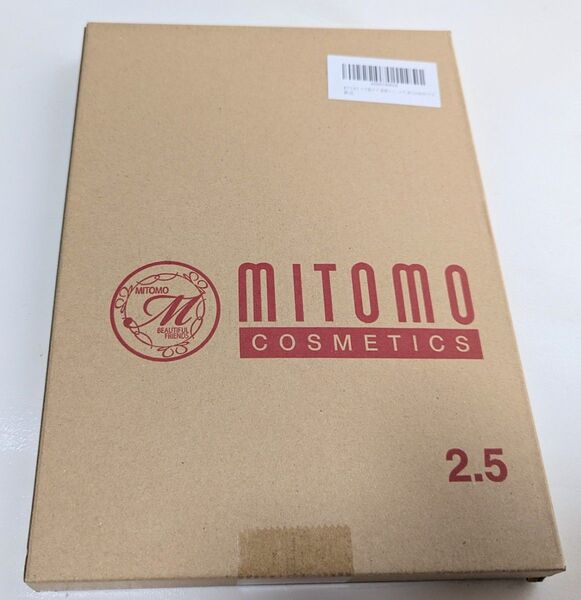 MITOMO
M
BEAUTIFUL
FRIENDS
MITOMO
COSMETICS
2.5